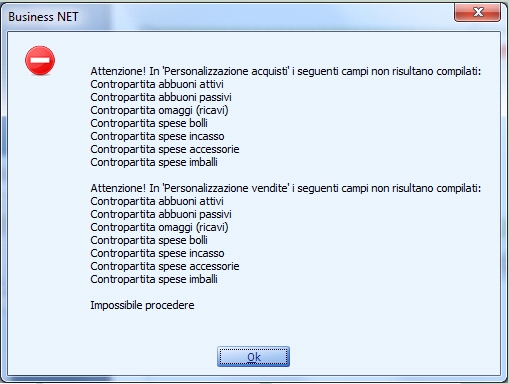 Business NET
Attenzione! In 'Personalizzazione acquisti' i seguenti campi non risultano compilati:
Contropartita abbuoni attivi
Contropartita abbuoni passivi
Contropartita omaggi (ricavi)
Contropartita spese bolli
Contropartita spese incasso
Contropartita spese accessorie
Contropartita spese imballi
Attenzione! In 'Personalizzazione vendite' i seguenti campi non risultano compilati:
Contropartita abbuoni attivi
Contropartita abbuoni passivi
Contropartita omaggi (ricavi)
Contropartita spese bolli
Contropartita spese incasso
Contropartita spese accessorie
Contropartita spese imballi
Impossibile procedere
Ok